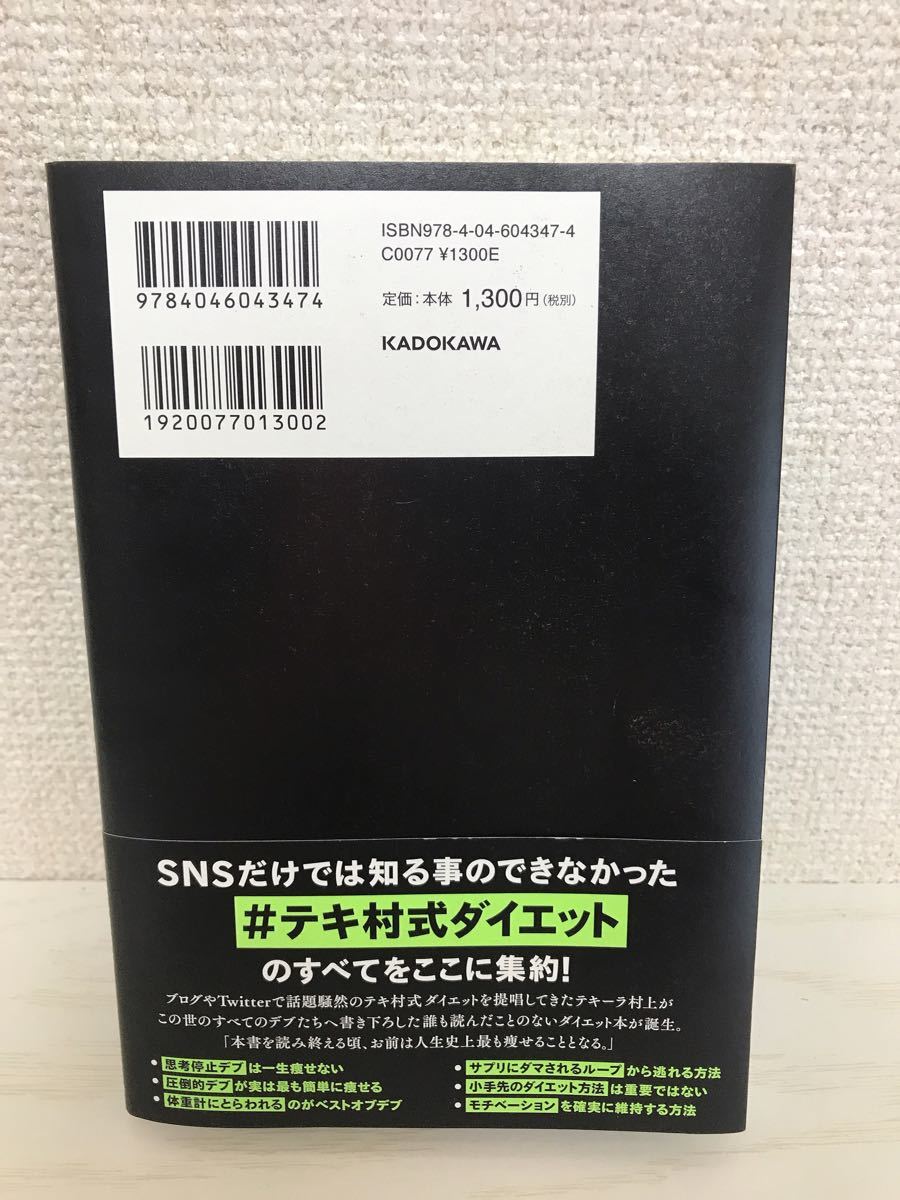 ISBN978-4-04-604347-4
C0077 ¥1300E
9784046043474
定価:本体 1,300円(税別)
KADOKAWA
1920077013002
SNSだけでは知る事のできなかった
#テキ村式ダイエット
のすべてをここに集約!
ブログやTwitterで話題騒然のテキ村式ダイエットを提唱してきたテキーラ村上が
この世のすべてのデブたちへ書き下ろした誰も読んだことのないダイエット本が誕生。
「本書を読み終える頃、お前は人生史上最も痩せることとなる。」
• 思考停止デブは一生痩せない
• 圧倒的デブが実は最も簡単に痩せる
• 体重計にとらわれるのがベストオブデブ
• サプリにダマされるループから逃れる方法
• 小手先のダイエット方法は重要ではない
• モチベーションを確実に維持する方法